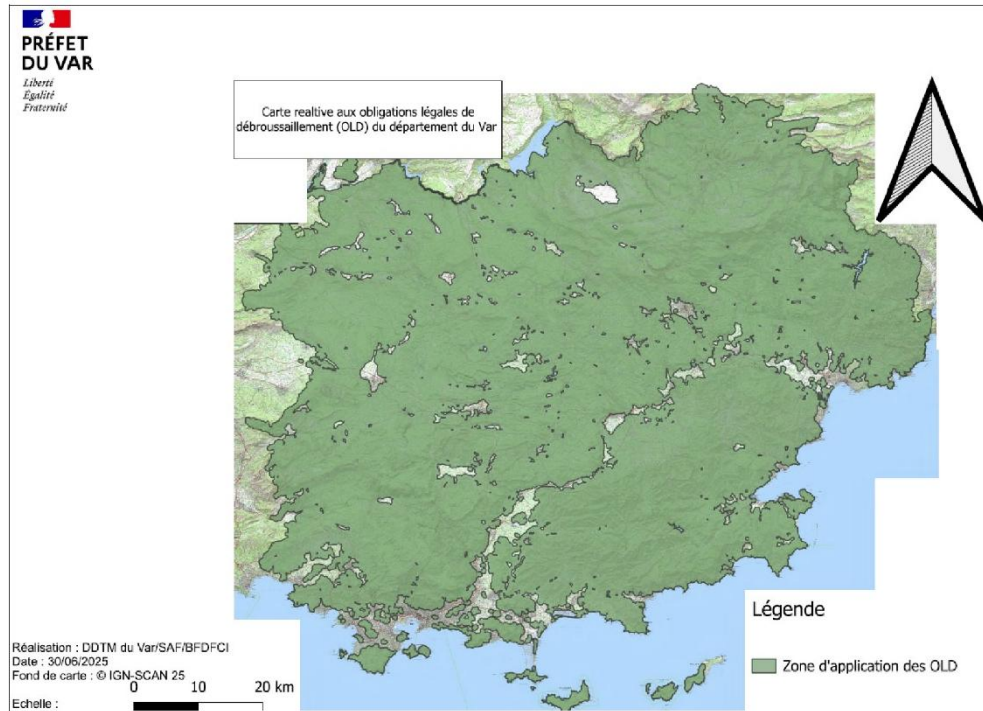 PRÉFET
DU VAR
Liberté
Égalité
Fraternité
Carte realtive aux obligations légales de
débroussaillement (OLD) du département du Var
Légende
Zone d'application des OLD
Réalisation : DDTM du Var/SAF/BFDFCI
Date : 30/06/2025
Fond de carte : © IGN-SCAN 25
Echelle :
0 10 20 km